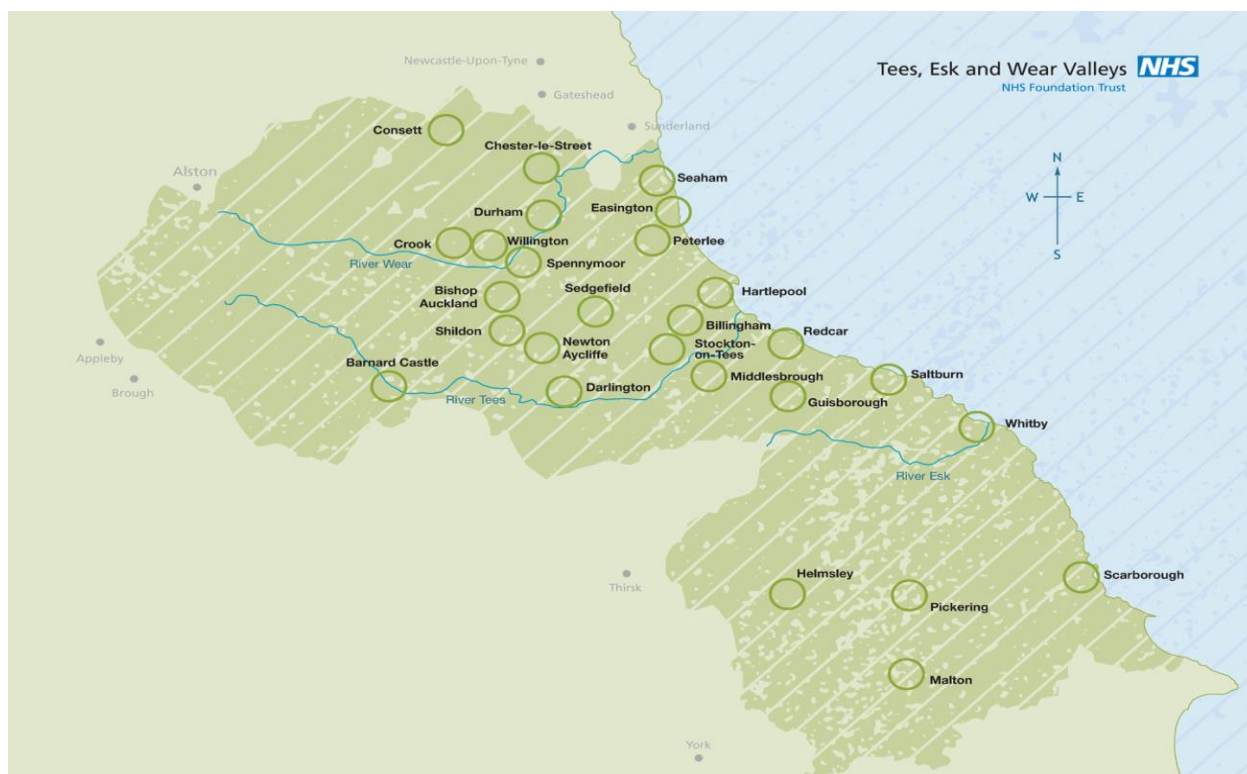 Tees, Esk and Wear Valleys NHS
NHS Foundation Trust
Newcastle-Upon-Tyne
Gateshead
Consett
Sunderland
Chester-le-Street
Alston
Seaham
Durham
Easington
N
W E
S
Crook
Willington
Peterlee
River Wear
Spennymoor
Bishop
Auckland
Sedgefield
Hartlepool
Shildon
Billingham
Redcar
Newton
Aycliffe
Stockton-
on-Tees
Appleby
Barnard Castle
Middlesbrough
Saltburn
Brough
River Tees
Darlington
Guisborough
Whitby
River Esk
Thirsk
Helmsley
Scarborough
Pickering
Malton
York